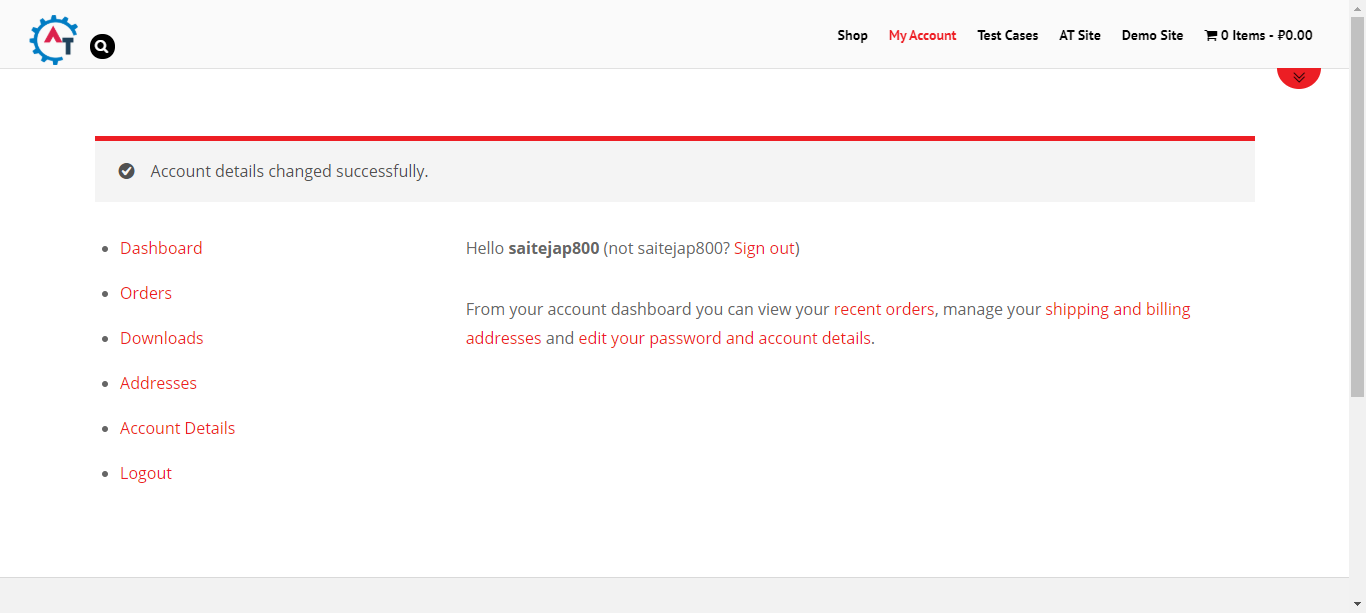 AT
Shop
My Account
Test Cases
AT Site
Demo Site
0 Items - ₽0.00
Account details changed successfully.
Dashboard
Orders
Downloads
Addresses
Account Details
Logout
Hello saitejap800 (not saitejap800? Sign out)
From your account dashboard you can view your recent orders, manage your shipping and billing
addresses and edit your password and account details.